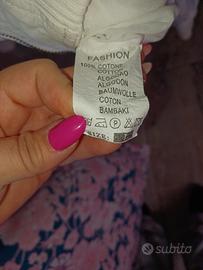 FASHION
100% COTONE
COTTON
ALGODAO
ALGODON
BAUMWOLLE
COTON
BAMBAKI
SIZE:
subito